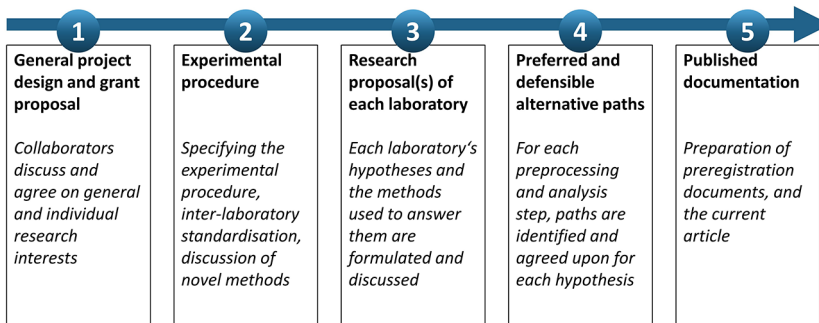 1
General project
design and grant
proposal
Collaborators
discuss and
agree on general
and individual
research
interests
2
Experimental
procedure
Specifying the
experimental
procedure,
inter-laboratory
standardisation,
discussion of
novel methods
3
Research
proposal(s) of
each laboratory
Each laboratory‘s
hypotheses and
the methods
used to answer
them are
formulated and
discussed
4
Preferred and
defensible
alternative paths
For each
preprocessing
and analysis
step, paths are
identified and
agreed upon for
each hypothesis
5
Published
documentation
Preparation of
preregistration
documents, and
the current
article